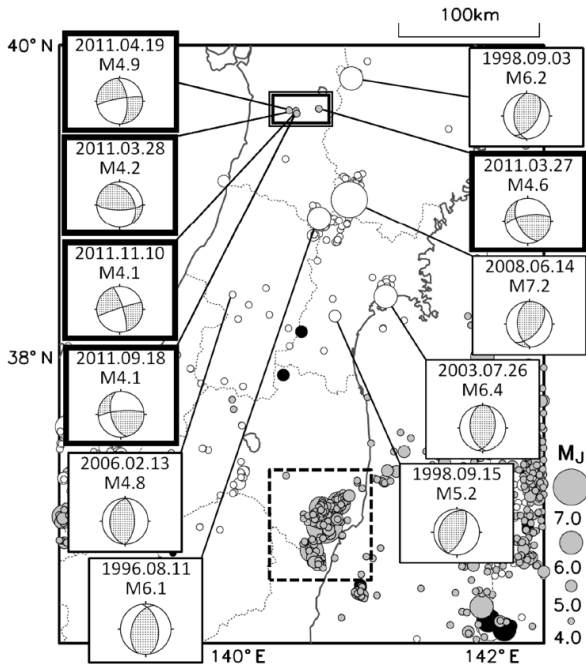 100km
40° N
2011.04.19
M4.9
1998.09.03
M6.2
2011.03.28
M4.2
2011.03.27
M4.6
2011.11.10
M4.1
2008.06.14
M7.2
38° N
2011.09.18
M4.1
2003.07.26
M6.4
2006.02.13
M4.8
1998.09.15
M5.2
1996.08.11
M6.1
MJ
7.0
6.0
5.0
4.0
140° E
142° E